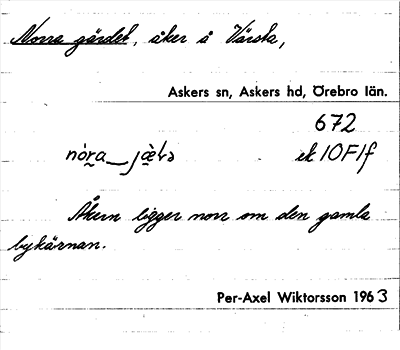 Norra gärdet, åker å Värsta,
Askers sn, Askers hd, Örebro län.
672
ek 10F1f
Åkern ligger norr om den gamla
bykärnan.
Per-Axel Wiktorsson 1963